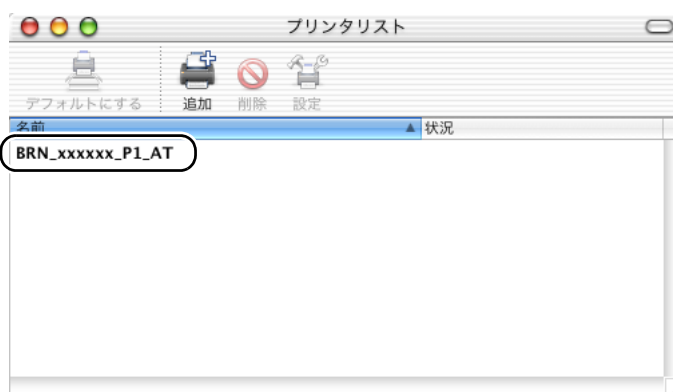 プリンタリスト
デフォルトにする 追加 削除 設定
名前 状況
BRN_xxxxxx_P1_AT